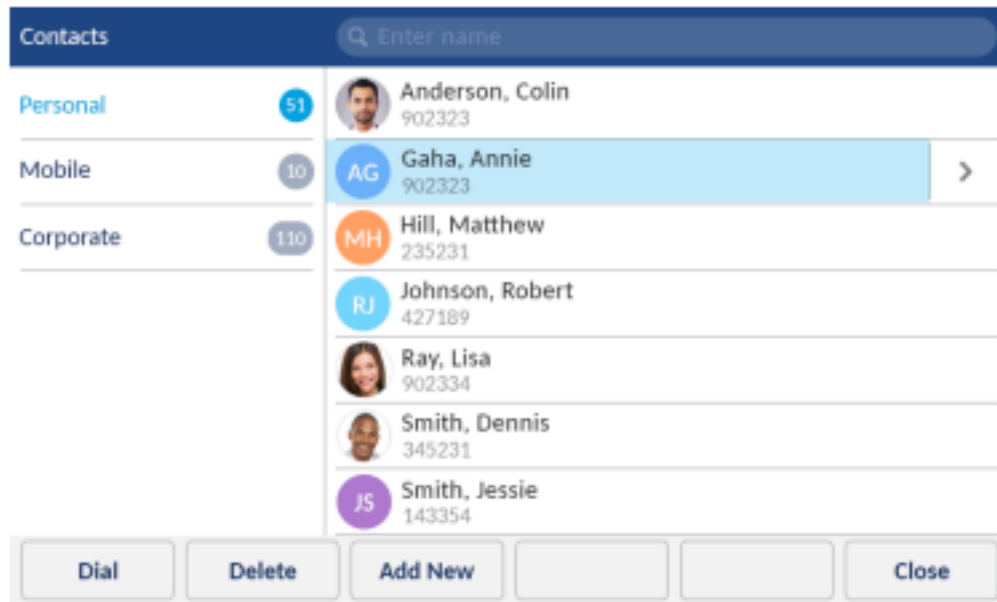 Contacts
Enter name
Personal 51
Mobile 10
Corporate 110
Anderson, Colin
902323
AG Gaha, Annie
902323
MH Hill, Matthew
235231
RJ Johnson, Robert
427189
Ray, Lisa
902334
Smith, Dennis
345231
JS Smith, Jessie
143354
Dial Delete Add New Close